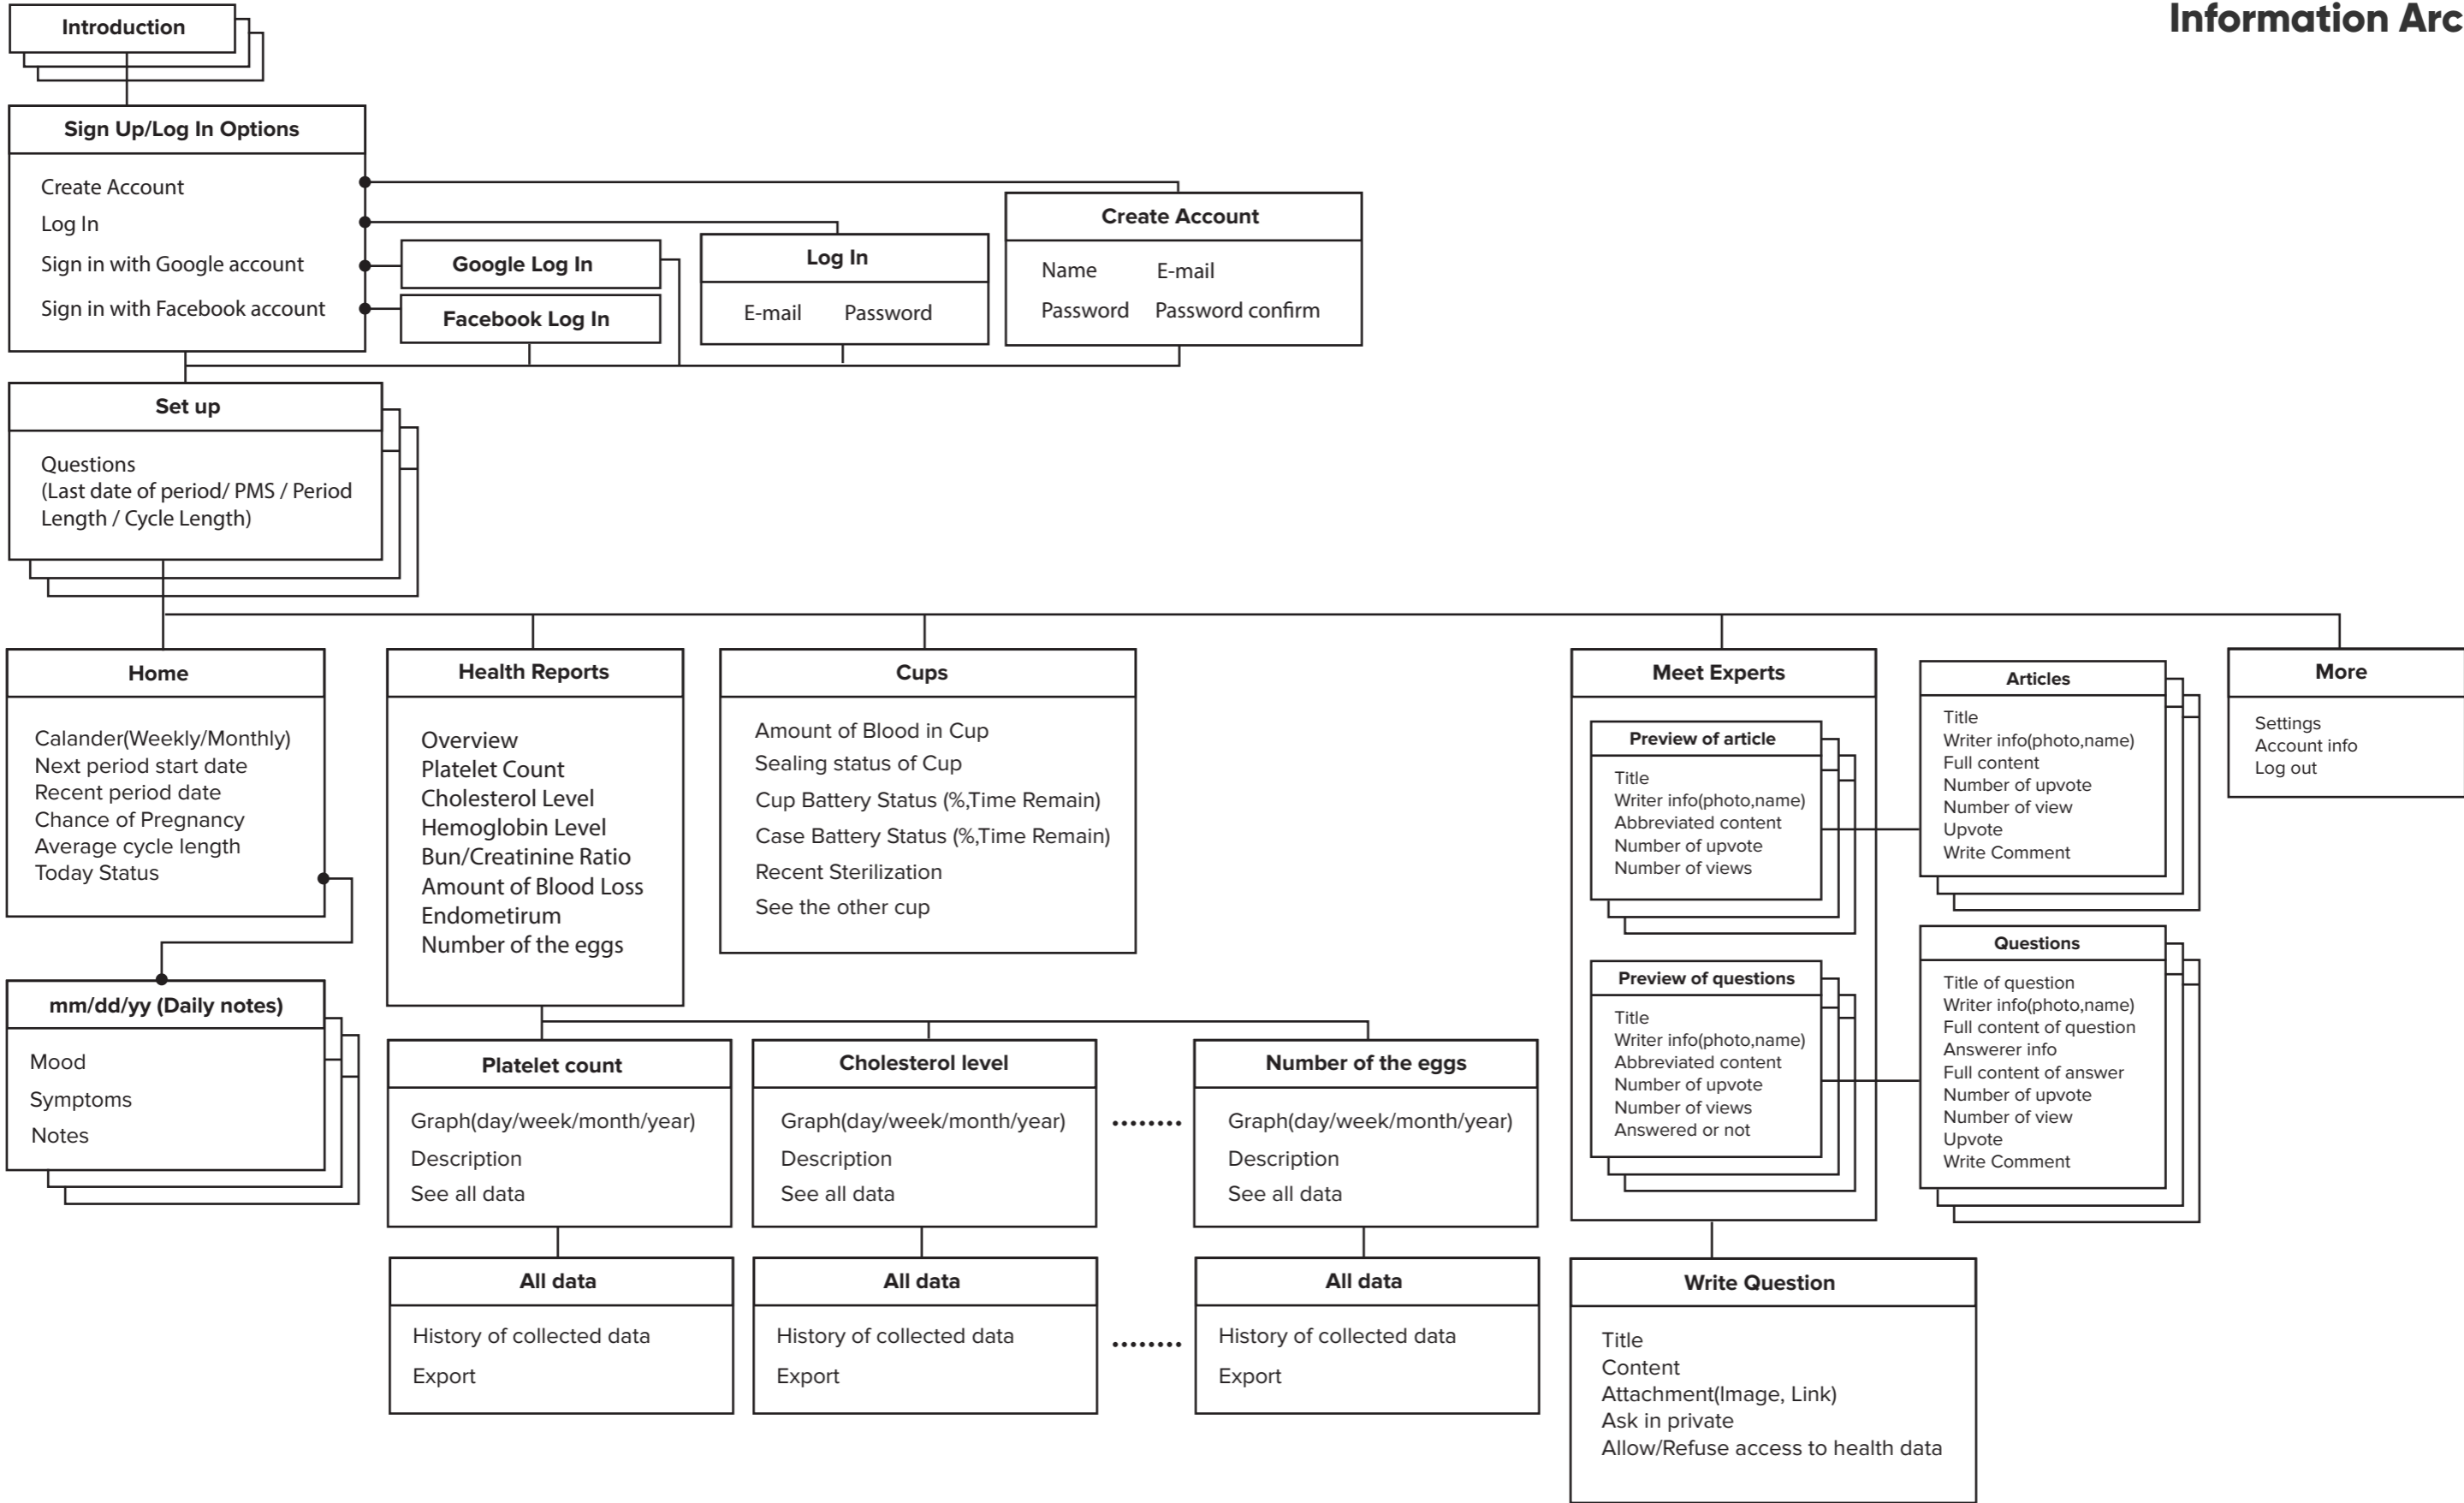 Information Arc
Introduction
Sign Up/Log In Options
Create Account
Log In
Sign in with Google account
Sign in with Facebook account
Google Log In
Facebook Log In
Log In
E-mail Password
Create Account
Name E-mail
Password Password confirm
Set up
Questions
(Last date of period/ PMS / Period
Length / Cycle Length)
Home
Calander(Weekly/Monthly)
Next period start date
Recent period date
Chance of Pregnancy
Average cycle length
Today Status
mm/dd/yy (Daily notes)
Mood
Symptoms
Notes
Health Reports
Overview
Platelet Count
Cholesterol Level
Hemoglobin Level
Bun/Creatinine Ratio
Amount of Blood Loss
Endometirum
Number of the eggs
Platelet count
Graph(day/week/month/year)
Description
See all data
All data
History of collected data
Export
Cholesterol level
Graph(day/week/month/year)
Description
See all data
All data
History of collected data
Export
........
........
Number of the eggs
Graph(day/week/month/year)
Description
See all data
All data
History of collected data
Export
Cups
Amount of Blood in Cup
Sealing status of Cup
Cup Battery Status (%,Time Remain)
Case Battery Status (%,Time Remain)
Recent Sterilization
See the other cup
Meet Experts
Preview of article
Title
Writer info(photo,name)
Abbreviated content
Number of upvote
Number of views
Preview of questions
Title
Writer info(photo,name)
Abbreviated content
Number of upvote
Number of views
Answered or not
Articles
Title
Writer info(photo,name)
Full content
Number of upvote
Number of view
Upvote
Write Comment
Questions
Title of question
Writer info(photo,name)
Full content of question
Answerer info
Full content of answer
Number of upvote
Number of view
Upvote
Write Comment
Write Question
Title
Content
Attachment(Image, Link)
Ask in private
Allow/Refuse access to health data
More
Settings
Account info
Log out